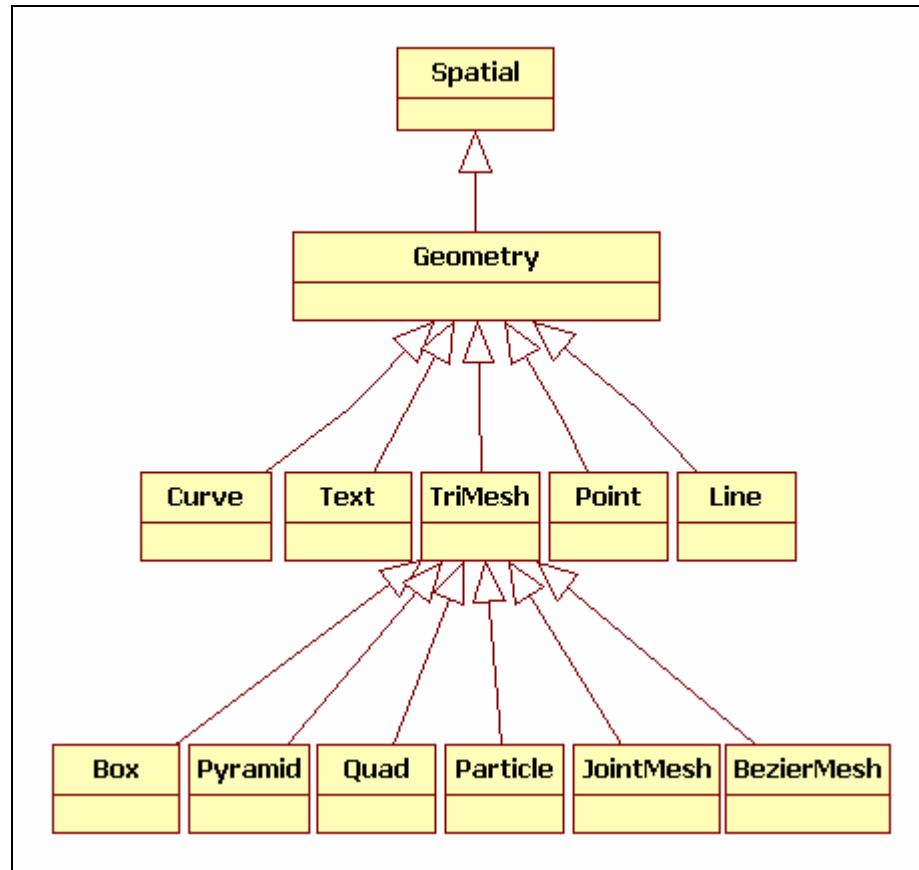 Spatial
Geometry
Curve Text TriMesh Point Line
Box Pyramid Quad Particle JointMesh BezierMesh